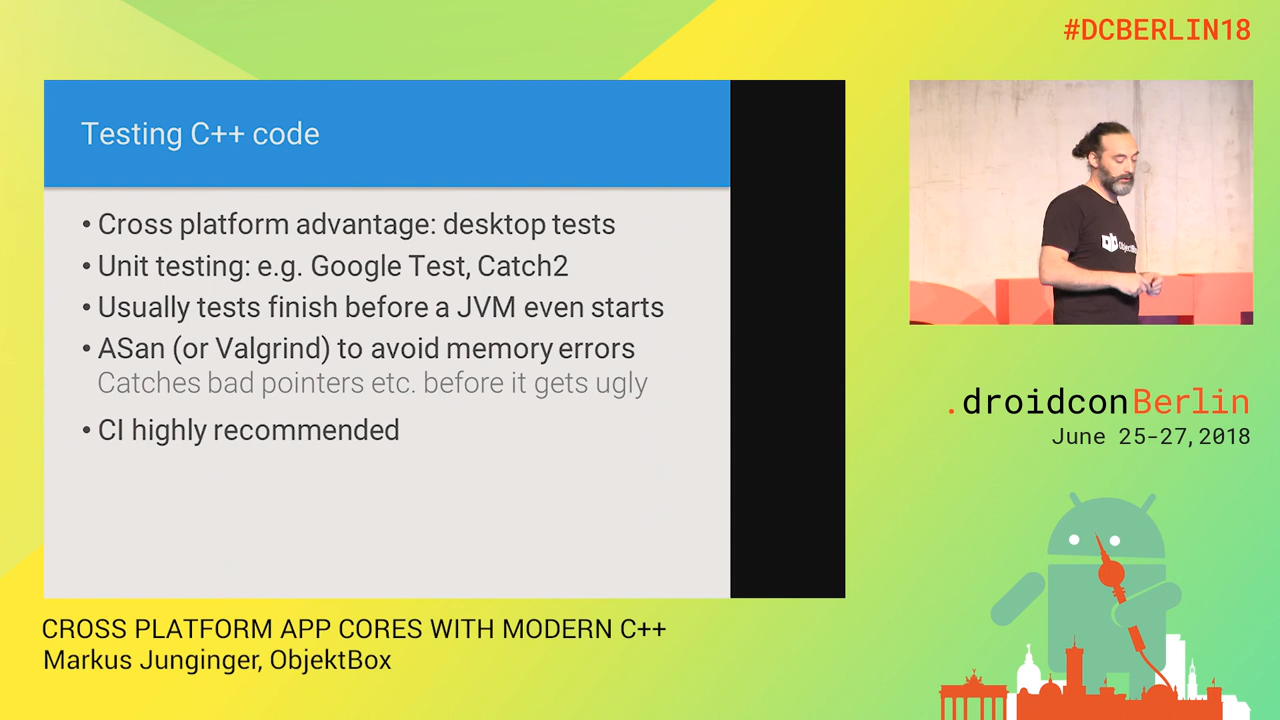 #DCBERLIN18
Testing C++ code
• Cross platform advantage: desktop tests
• Unit testing: e.g. Google Test, Catch2
• Usually tests finish before a JVM even starts
• ASan (or Valgrind) to avoid memory errors
Catches bad pointers etc. before it gets ugly
• CI highly recommended
.droidconBerlin
June 25-27, 2018
CROSS PLATFORM APP CORES WITH MODERN C++
Markus Junginger, ObjektBox